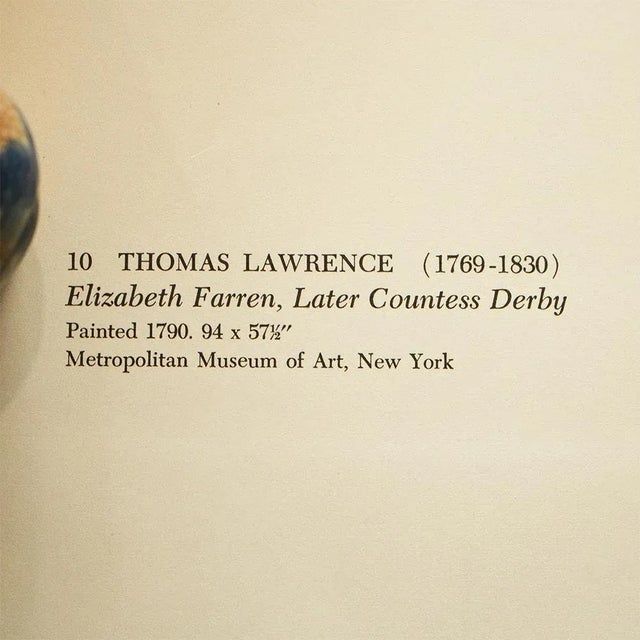 10 THOMAS LAWRENCE (1769-1830)
Elizabeth Farren, Later Countess Derby
Painted 1790. 94 x 57½″
Metropolitan Museum of Art, New York